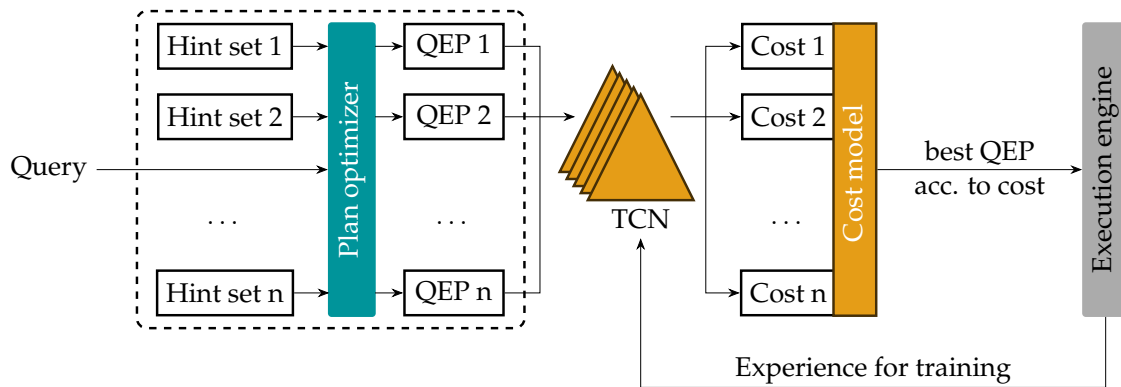 Hint set 1
QEP 1
Cost 1
Hint set 2
QEP 2
Cost 2
Query
Plan optimizer
TCN
Cost model
best QEP
acc. to cost
Execution engine
. . .
. . .
. . .
Hint set n
QEP n
Cost n
Experience for training